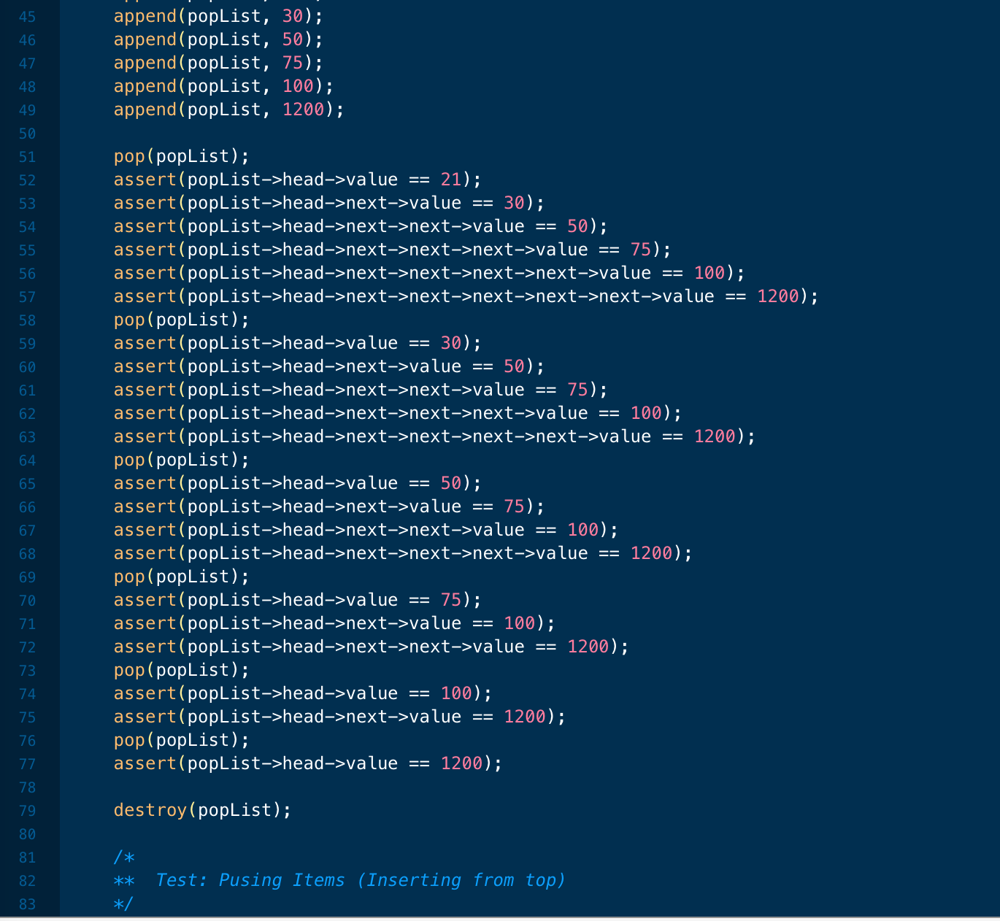 45 append(popList, 30);
46 append(popList, 50);
47 append(popList, 75);
48 append(popList, 100);
49 append(popList, 1200);
50
51 pop(popList);
52 assert(popList->head->value == 21);
53 assert(popList->head->next->value == 30);
54 assert(popList->head->next->next->value == 50);
55 assert(popList->head->next->next->next->value == 75);
56 assert(popList->head->next->next->next->next->value == 100);
57 assert(popList->head->next->next->next->next->next->value == 1200);
58 pop(popList);
59 assert(popList->head->value == 30);
60 assert(popList->head->next->value == 50);
61 assert(popList->head->next->next->value == 75);
62 assert(popList->head->next->next->next->value == 100);
63 assert(popList->head->next->next->next->next->value == 1200);
64 pop(popList);
65 assert(popList->head->value == 50);
66 assert(popList->head->next->value == 75);
67 assert(popList->head->next->next->value == 100);
68 assert(popList->head->next->next->next->value == 1200);
69 pop(popList);
70 assert(popList->head->value == 75);
71 assert(popList->head->next->value == 100);
72 assert(popList->head->next->next->value == 1200);
73 pop(popList);
74 assert(popList->head->value == 100);
75 assert(popList->head->next->value == 1200);
76 pop(popList);
77 assert(popList->head->value == 1200);
78
79 destroy(popList);
80
81 /*
82 ** Test: Pusing Items (Inserting from top)
83 */